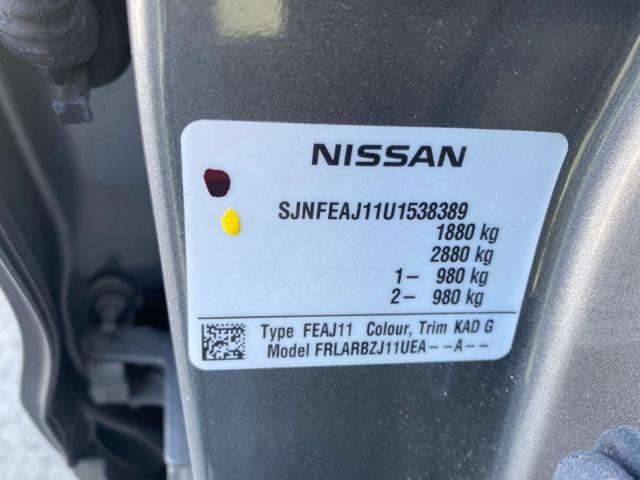 NISSAN
SJNFEAJ11U1538389
1880 kg
2880 kg
1– 980 kg
2– 980 kg
Type FEAJ11 Colour, Trim KAD G
Model FRLARBZJ11UEA--A--